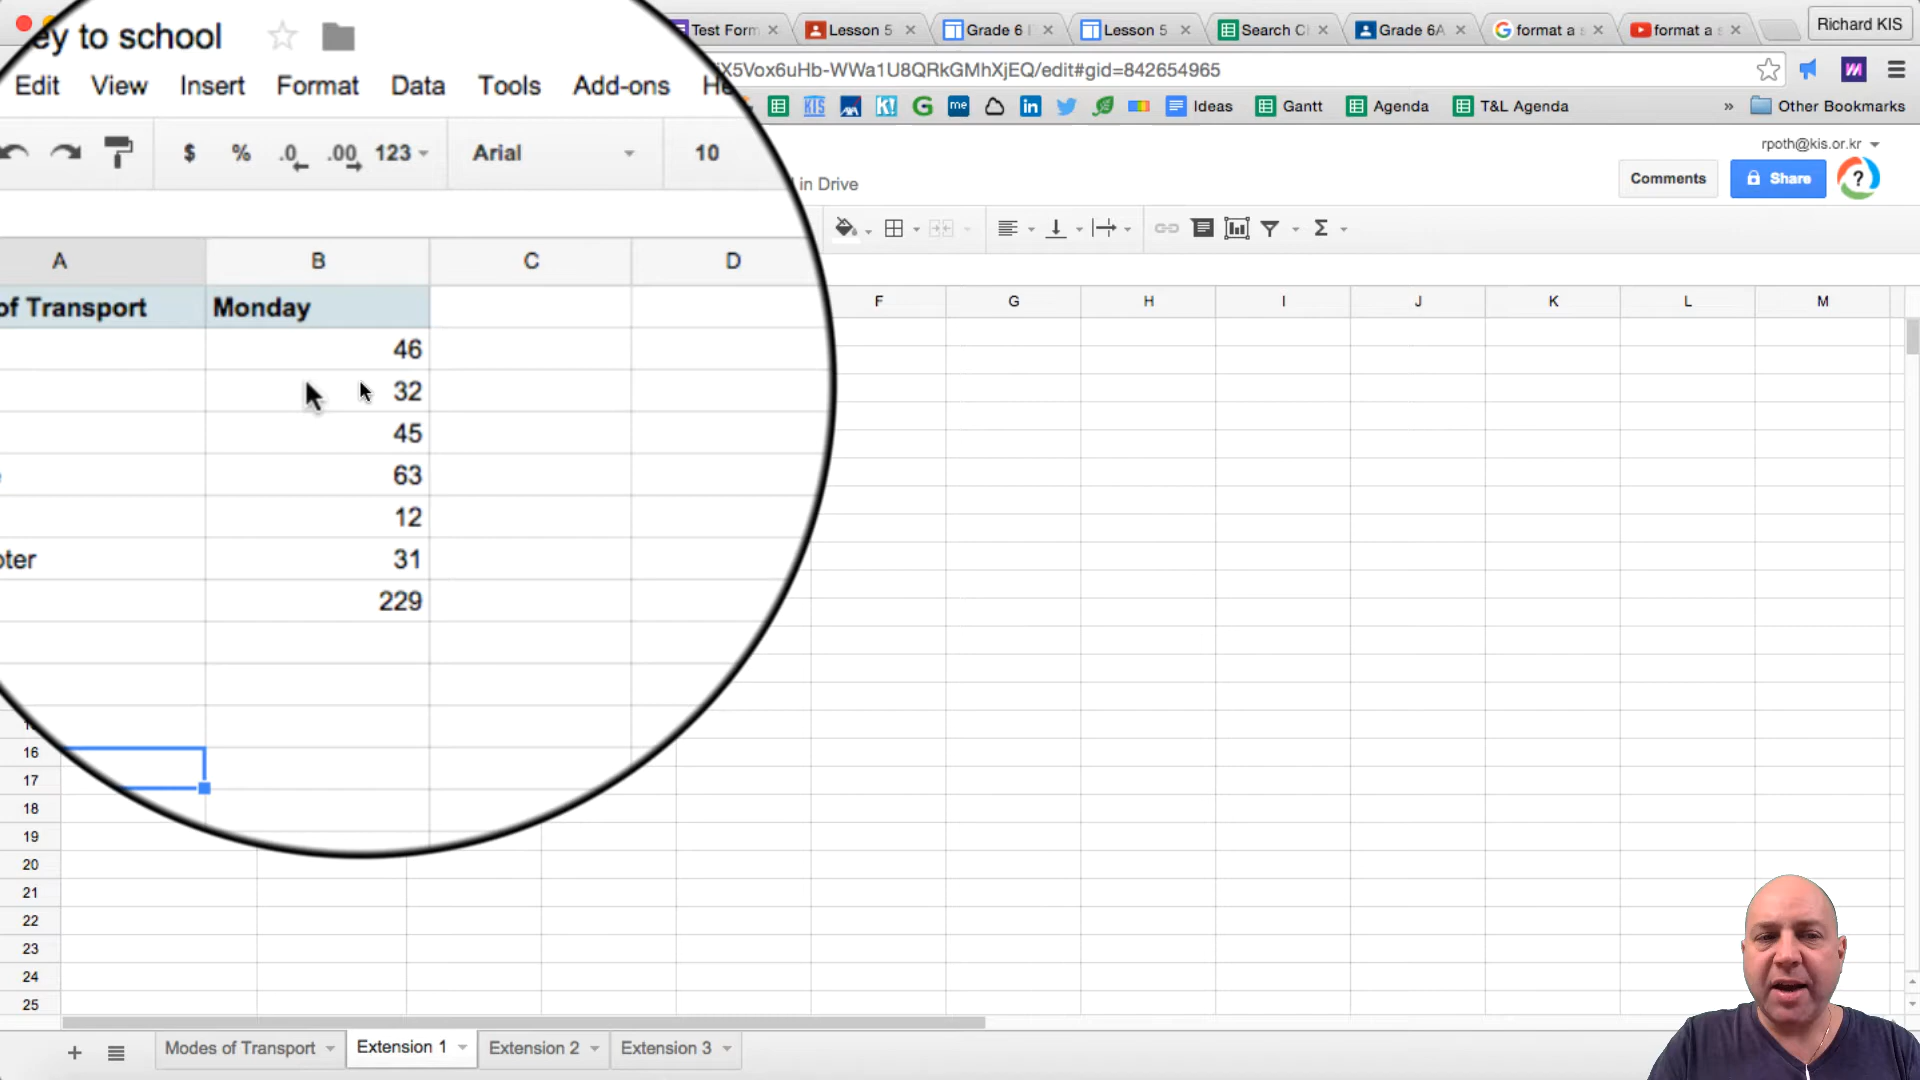 Test Form
Lesson 5
Grade 6
Lesson 5
Search C
Grade 6A
format a s
format a s
Richard KIS
ey to school
X5Vox6uHb-WWa1U8QRkGMhXjEQ/edit#gid=842654965
Edit View Insert Format Data Tools Add-ons He
KIS K! G me in Ideas Gantt Agenda T&L Agenda » Other Bookmarks
rpoth@kis.or.kr
$ % .0 .00 123 Arial 10
in Drive
Comments Share ?
A B C D F G H I J K L M
of Transport Monday
46
32
45
63
12
oter 31
229
16
17
18
19
20
21
22
23
24
25
+ Modes of Transport Extension 1 Extension 2 Extension 3